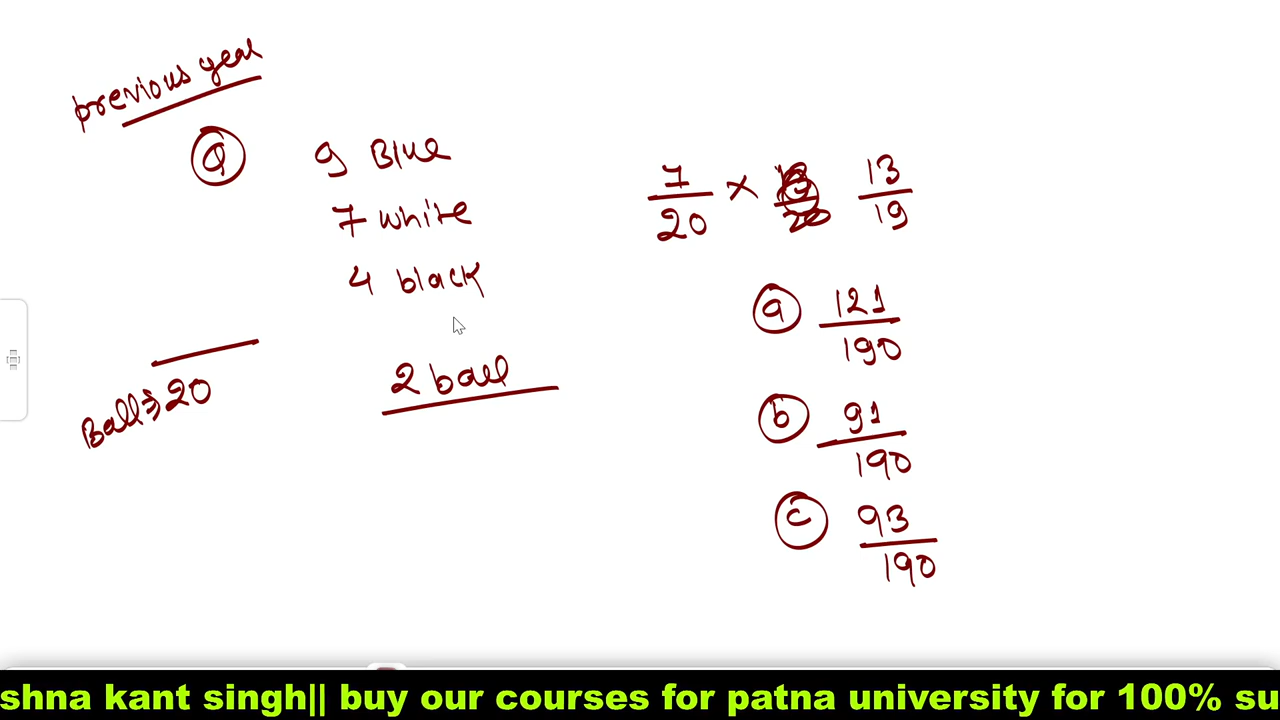 previous year
Q 9 Blue
7 white
4 black
2 ball
Ball ⇒ 20
7/20 × 13/19
a 121/190
b 91/190
c 93/190
shna kant singh|| buy our courses for patna university for 100% su